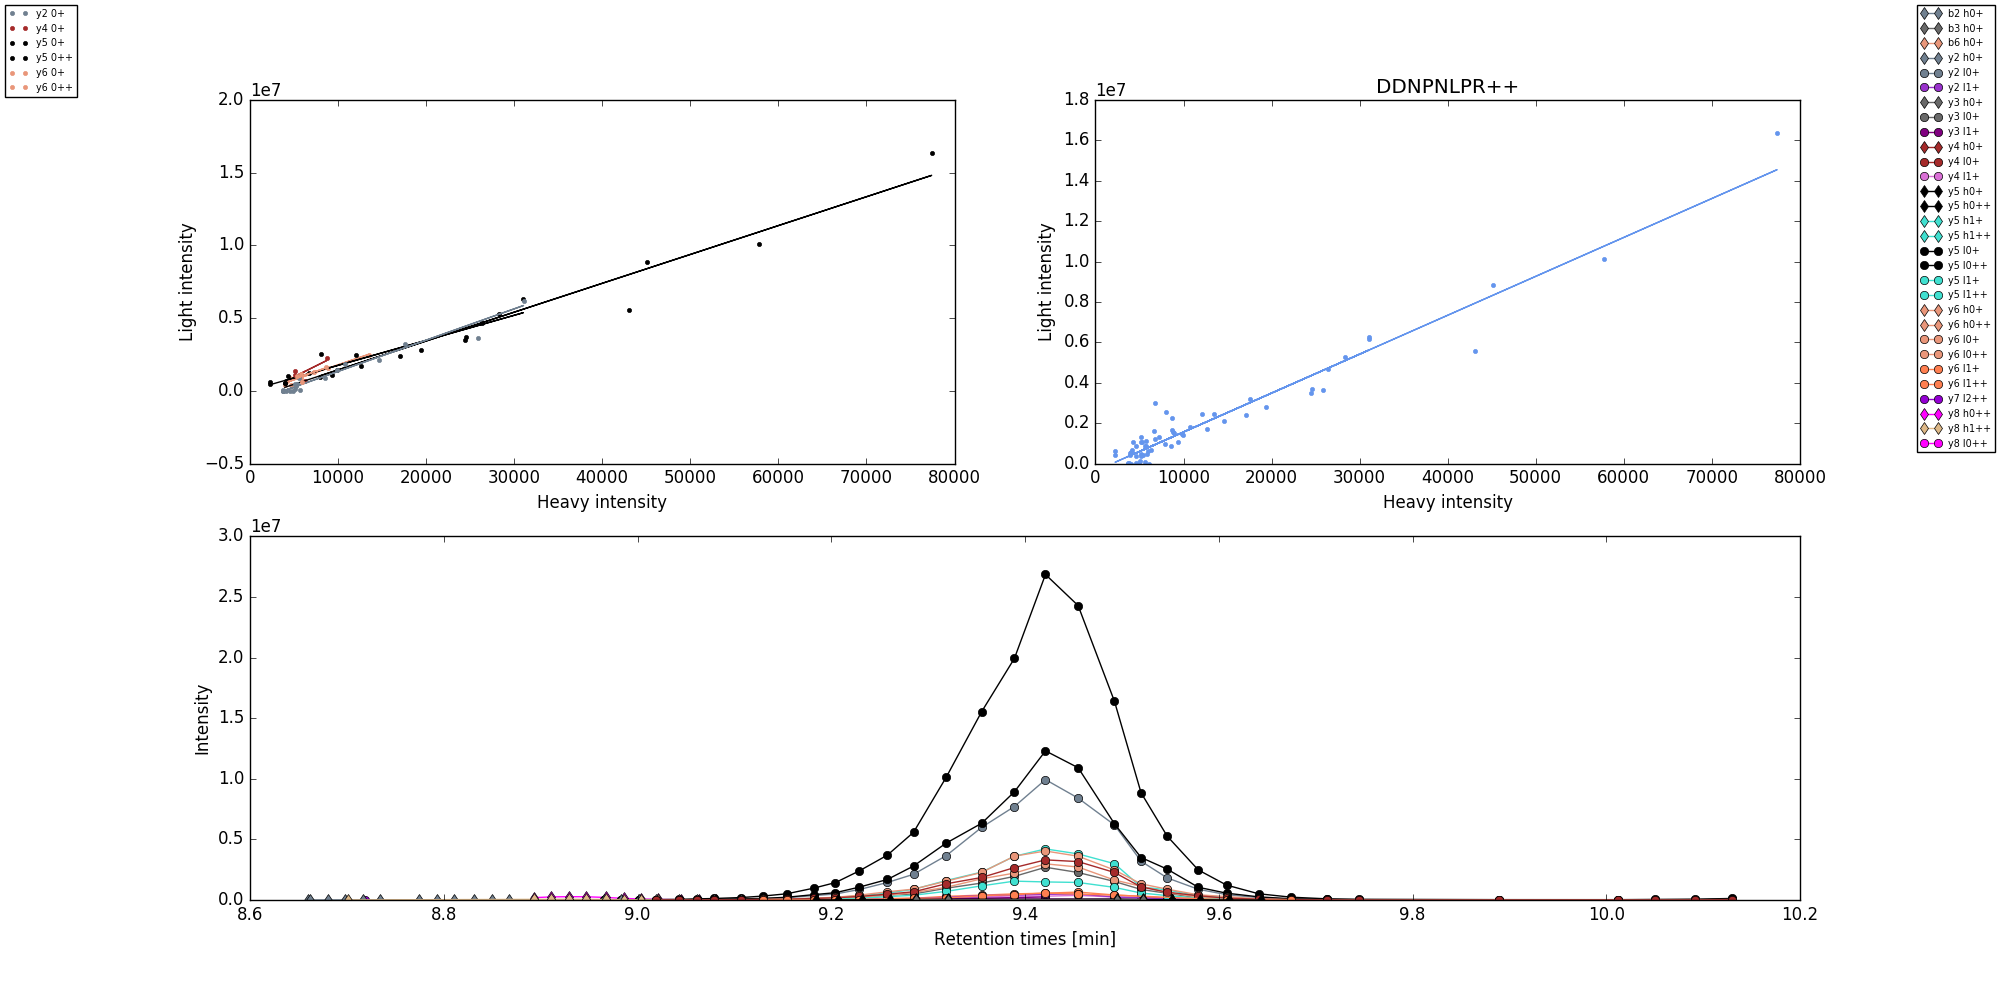 y2 0+
y4 0+
y5 0+
y5 0++
y6 0+
y6 0++
1e7
2.0
1.5
1.0
0.5
0.0
−0.5
Light intensity
0 10000 20000 30000 40000 50000 60000 70000 80000
Heavy intensity
DDNPNLPR++
1e7
1.8
1.6
1.4
1.2
1.0
0.8
0.6
0.4
0.2
0.0
Light intensity
0 10000 20000 30000 40000 50000 60000 70000 80000
Heavy intensity
b2 h0+
b3 h0+
b6 h0+
y2 h0+
y2 l0+
y2 l1+
y3 h0+
y3 l0+
y3 l1+
y4 h0+
y4 l0+
y4 l1+
y5 h0+
y5 h0++
y5 h1+
y5 h1++
y5 l0+
y5 l0++
y5 l1+
y5 l1++
y6 h0+
y6 h0++
y6 l0+
y6 l0++
y6 l1+
y6 l1++
y7 l2++
y8 h0++
y8 h1++
y8 l0++
1e7
3.0
2.5
2.0
1.5
1.0
0.5
0.0
Intensity
8.6 8.8 9.0 9.2 9.4 9.6 9.8 10.0 10.2
Retention times [min]